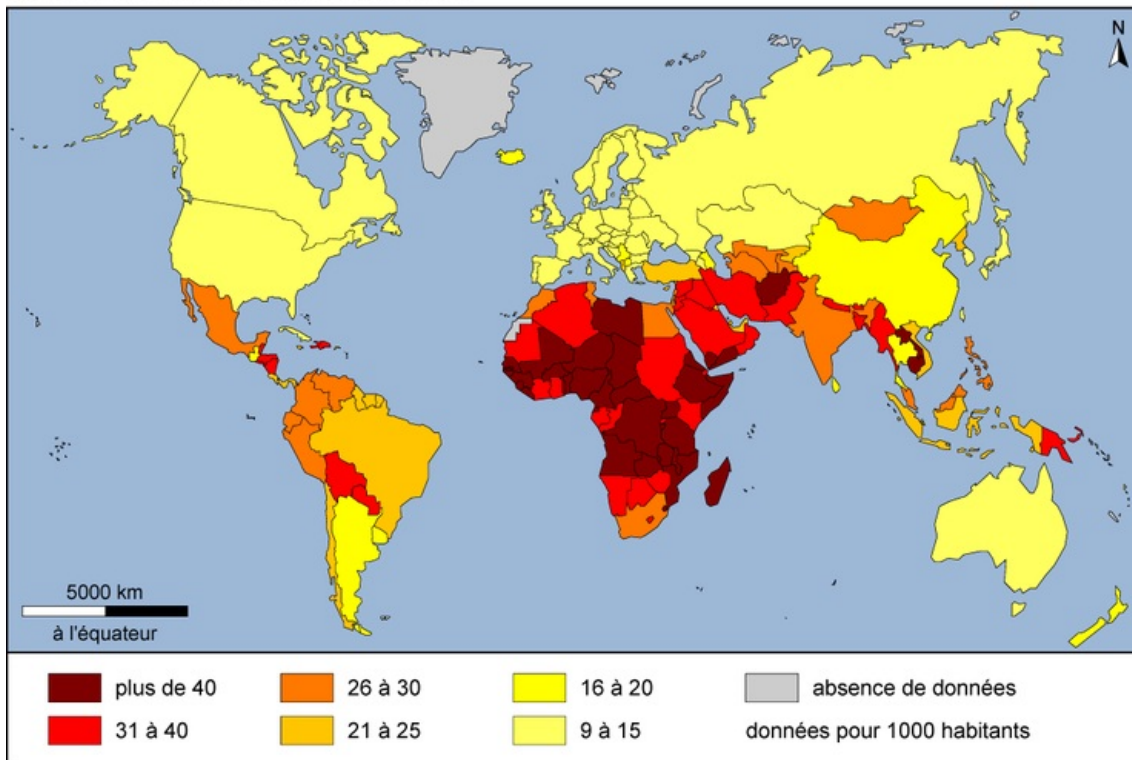 N
5000 km
à l'équateur
plus de 40
26 à 30
16 à 20
absence de données
31 à 40
21 à 25
9 à 15
données pour 1000 habitants